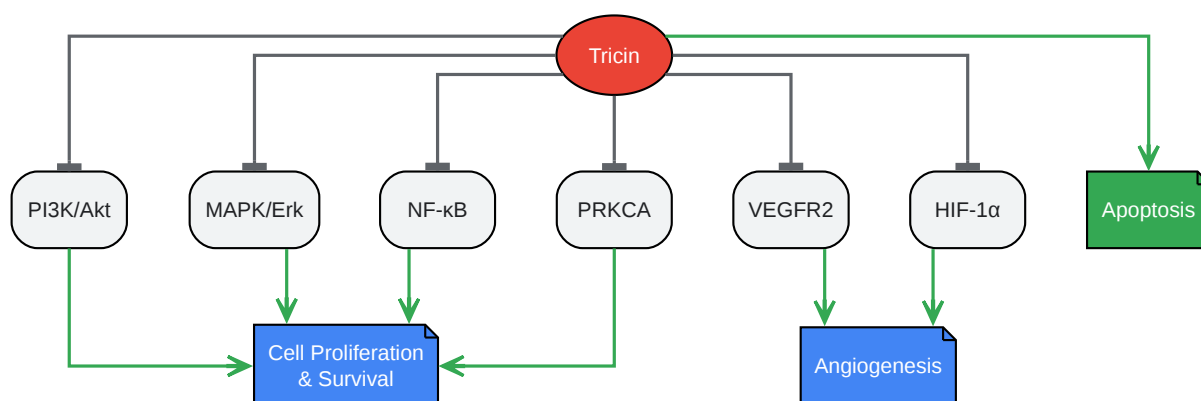 Tricin
PI3K/Akt
MAPK/Erk
NF-κB
PRKCA
VEGFR2
HIF-1α
Apoptosis
Cell Proliferation
& Survival
Angiogenesis